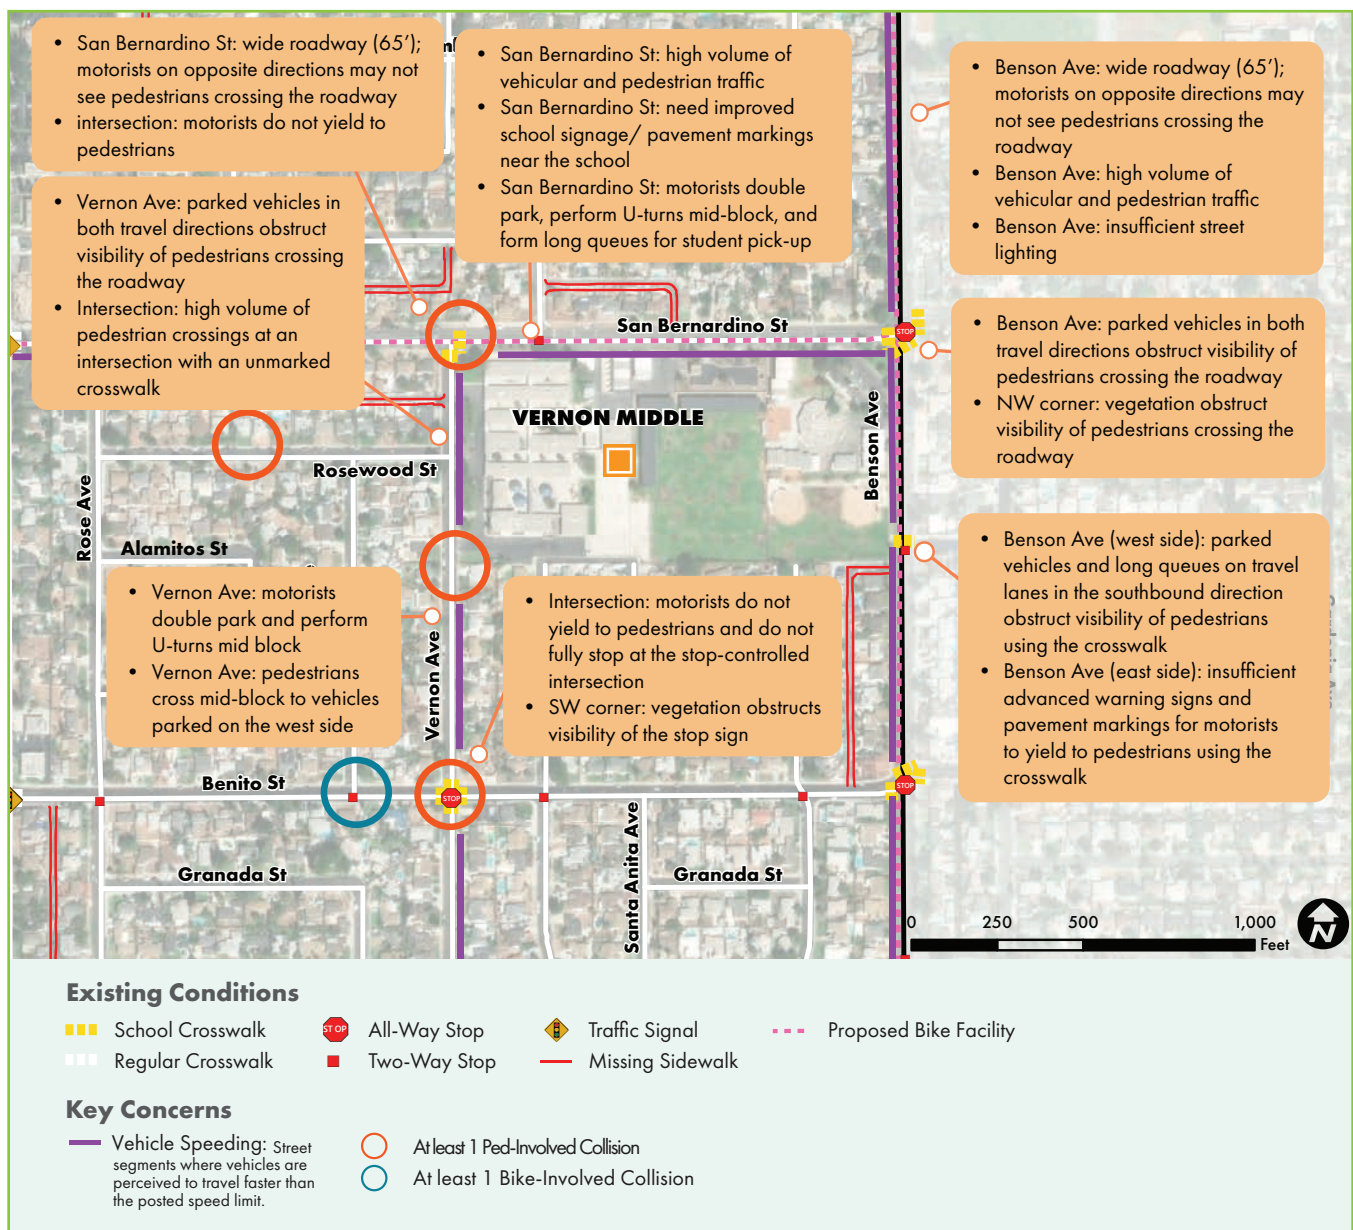 • San Bernardino St: wide roadway (65’);
motorists on opposite directions may not
see pedestrians crossing the roadway
• intersection: motorists do not yield to
pedestrians
• San Bernardino St: high volume of
vehicular and pedestrian traffic
• San Bernardino St: need improved
school signage/ pavement markings
near the school
• San Bernardino St: motorists double
park, perform U-turns mid-block, and
form long queues for student pick-up
• Benson Ave: wide roadway (65’);
motorists on opposite directions may
not see pedestrians crossing the
roadway
• Benson Ave: high volume of
vehicular and pedestrian traffic
• Benson Ave: insufficient street
lighting
• Vernon Ave: parked vehicles in
both travel directions obstruct
visibility of pedestrians crossing
the roadway
• Intersection: high volume of
pedestrian crossings at an
intersection with an unmarked
crosswalk
San Bernardino St
STOP
• Benson Ave: parked vehicles in both
travel directions obstruct visibility of
pedestrians crossing the roadway
• NW corner: vegetation obstruct
visibility of pedestrians crossing the
roadway
VERNON MIDDLE
Benson Ave
Rosewood St
Rose Ave
Alamitos St
• Vernon Ave: motorists
double park and perform
U-turns mid block
• Vernon Ave: pedestrians
cross mid-block to vehicles
parked on the west side
Vernon Ave
• Intersection: motorists do not
yield to pedestrians and do not
fully stop at the stop-controlled
intersection
• SW corner: vegetation obstructs
visibility of the stop sign
• Benson Ave (west side): parked
vehicles and long queues on travel
lanes in the southbound direction
obstruct visibility of pedestrians
using the crosswalk
• Benson Ave (east side): insufficient
advanced warning signs and
pavement markings for motorists
to yield to pedestrians using the
crosswalk
Benito St
STOP
STOP
Granada St
Santa Anita Ave
Granada St
0 250 500 1,000
Feet
N
Existing Conditions
School Crosswalk
STOP All-Way Stop
Traffic Signal
Proposed Bike Facility
Regular Crosswalk
Two-Way Stop
Missing Sidewalk
Key Concerns
Vehicle Speeding: Street
segments where vehicles are
perceived to travel faster than
the posted speed limit.
At least 1 Ped-Involved Collision
At least 1 Bike-Involved Collision